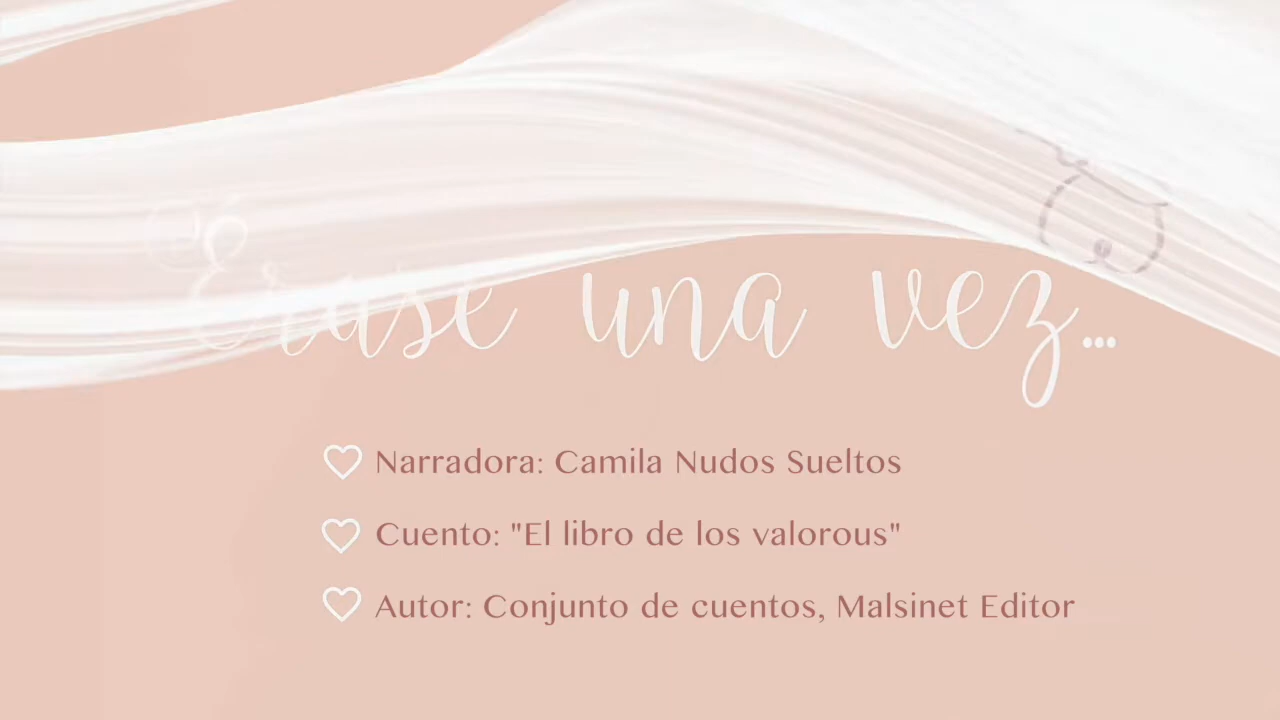 Érase una vez...
Narradora: Camila Nudos Sueltos
Cuento: "El libro de los valorous"
Autor: Conjunto de cuentos, Malsinet Editor